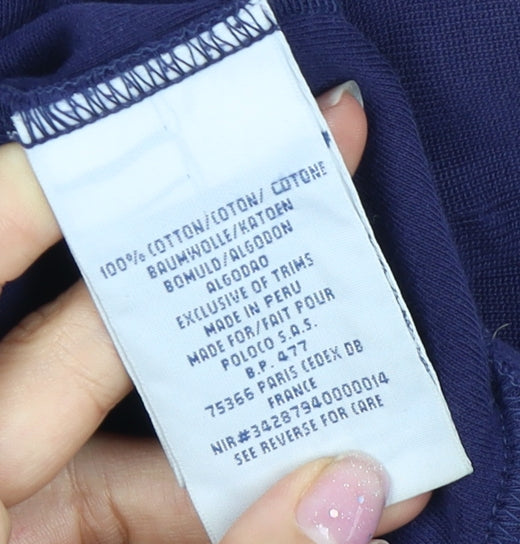 100% COTTON/COTON/ COTONE
BAUMWOLLE/KATOEN
BOMULD/ALGODON
ALGODAO
EXCLUSIVE OF TRIMS
MADE IN PERU
MADE FOR/FAIT POUR
POLOCO S.A.S.
B.P. 477
75366 PARIS CEDEX 08
FRANCE
NIR#34287940000014
SEE REVERSE FOR CARE